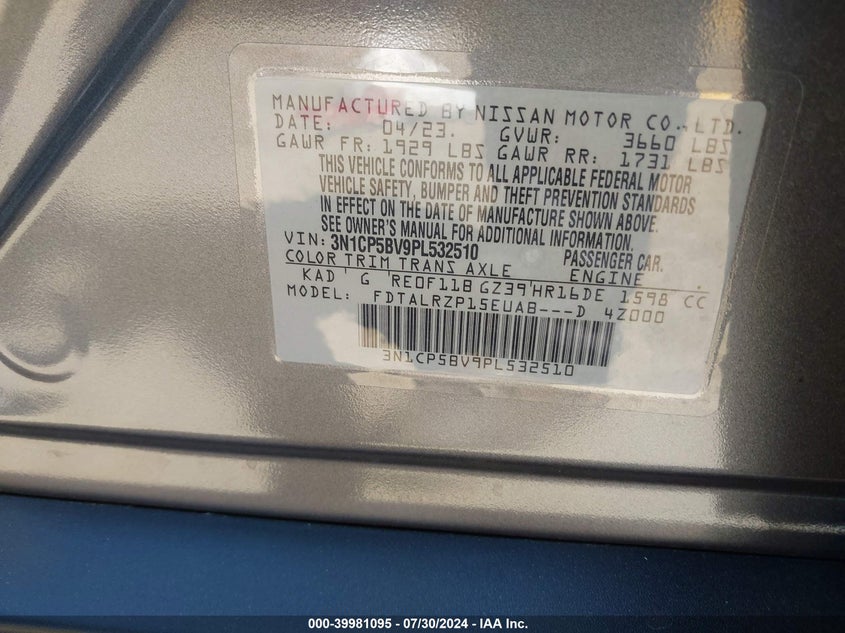 MANUFACTURED BY NISSAN MOTOR CO., LTD.
DATE: 04/23. GVWR: 3660 LBS
GAWR FR: 1929 LBS GAWR RR: 1731 LBS
THIS VEHICLE CONFORMS TO ALL APPLICABLE FEDERAL MOTOR
VEHICLE SAFETY, BUMPER AND THEFT PREVENTION STANDARDS
IN EFFECT ON THE DATE OF MANUFACTURE SHOWN ABOVE.
SEE OWNER'S MANUAL FOR ADDITIONAL INFORMATION.
VIN: 3N1CP5BV9PL532510 PASSENGER CAR.
COLOR TRIM TRANS AXLE ENGINE
KAD ' G ' RE0F11B GZ39 HR16DE 1598 CC
MODEL: FDTALRZP15EUAB---D 4Z000
3N1CP5BV9PL532510
000-39981095 / 07/30/2024 - IAA Inc.